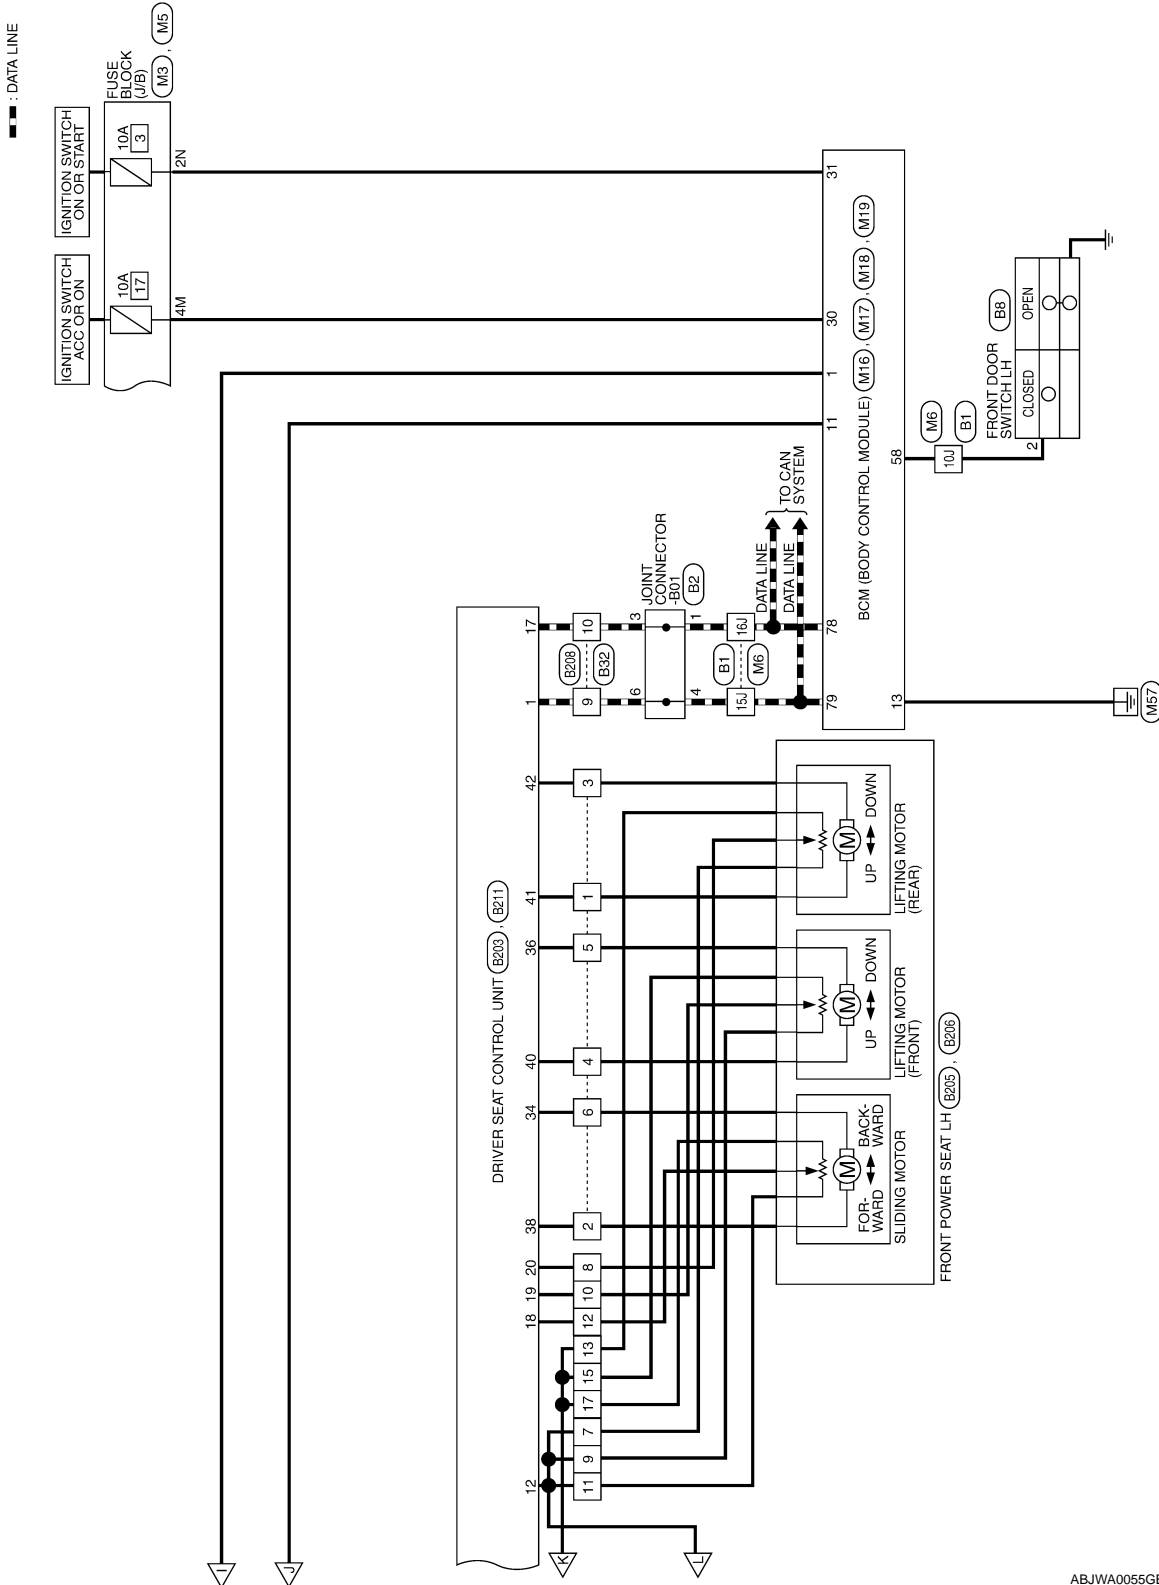 : DATA LINE
IGNITION SWITCH
ON OR START
IGNITION SWITCH
ACC OR ON
FUSE
BLOCK
(J/B)
M3 , M5
10A
3
10A
17
2N
4M
31
30
1
11
BCM (BODY CONTROL MODULE) M16 , M17 , M18 , M19
58
78
79
13
M6
10J
B1
FRONT DOOR
SWITCH LH
B8
CLOSED
OPEN
2
M57
TO CAN
SYSTEM
DATA LINE
DATA LINE
JOINT
CONNECTOR
-B01
B2
3
1
6
4
16J
15J
B1
M6
10
9
B208
B32
17
1
DRIVER SEAT CONTROL UNIT B203 , B211
42
41
36
40
34
38
20
19
18
12
3
1
5
4
6
2
8
10
12
13
15
17
7
9
11
M
UP
DOWN
LIFTING MOTOR
(REAR)
M
UP
DOWN
LIFTING MOTOR
(FRONT)
M
FOR-
WARD
BACK-
WARD
SLIDING MOTOR
FRONT POWER SEAT LH B205 , B206
I
J
K
L
ABJWA0055GB